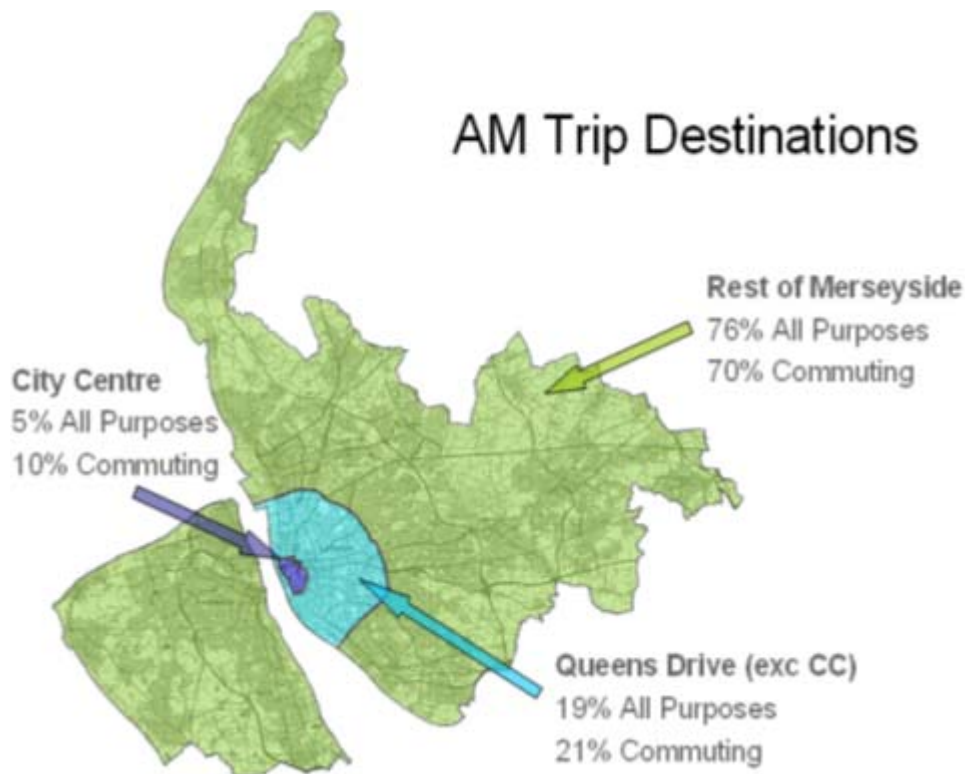 AM Trip Destinations
Rest of Merseyside
76% All Purposes
70% Commuting
City Centre
5% All Purposes
10% Commuting
Queens Drive (exc CC)
19% All Purposes
21% Commuting